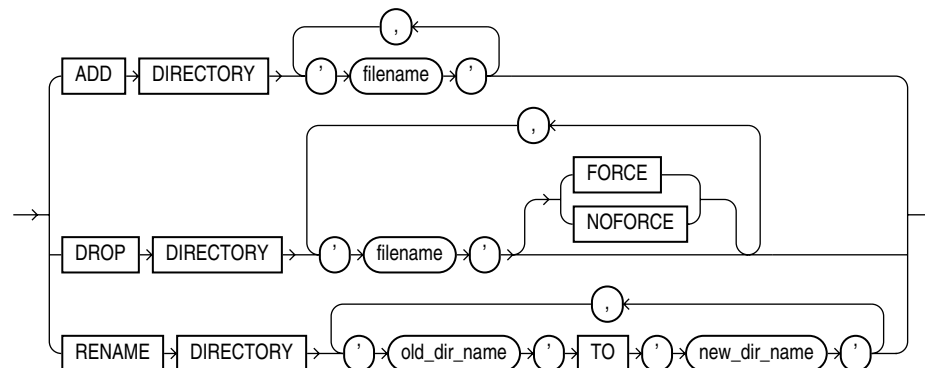 ,
ADD DIRECTORY ' filename '
,
FORCE
NOFORCE
DROP DIRECTORY ' filename '
,
RENAME DIRECTORY ' old_dir_name ' TO ' new_dir_name '